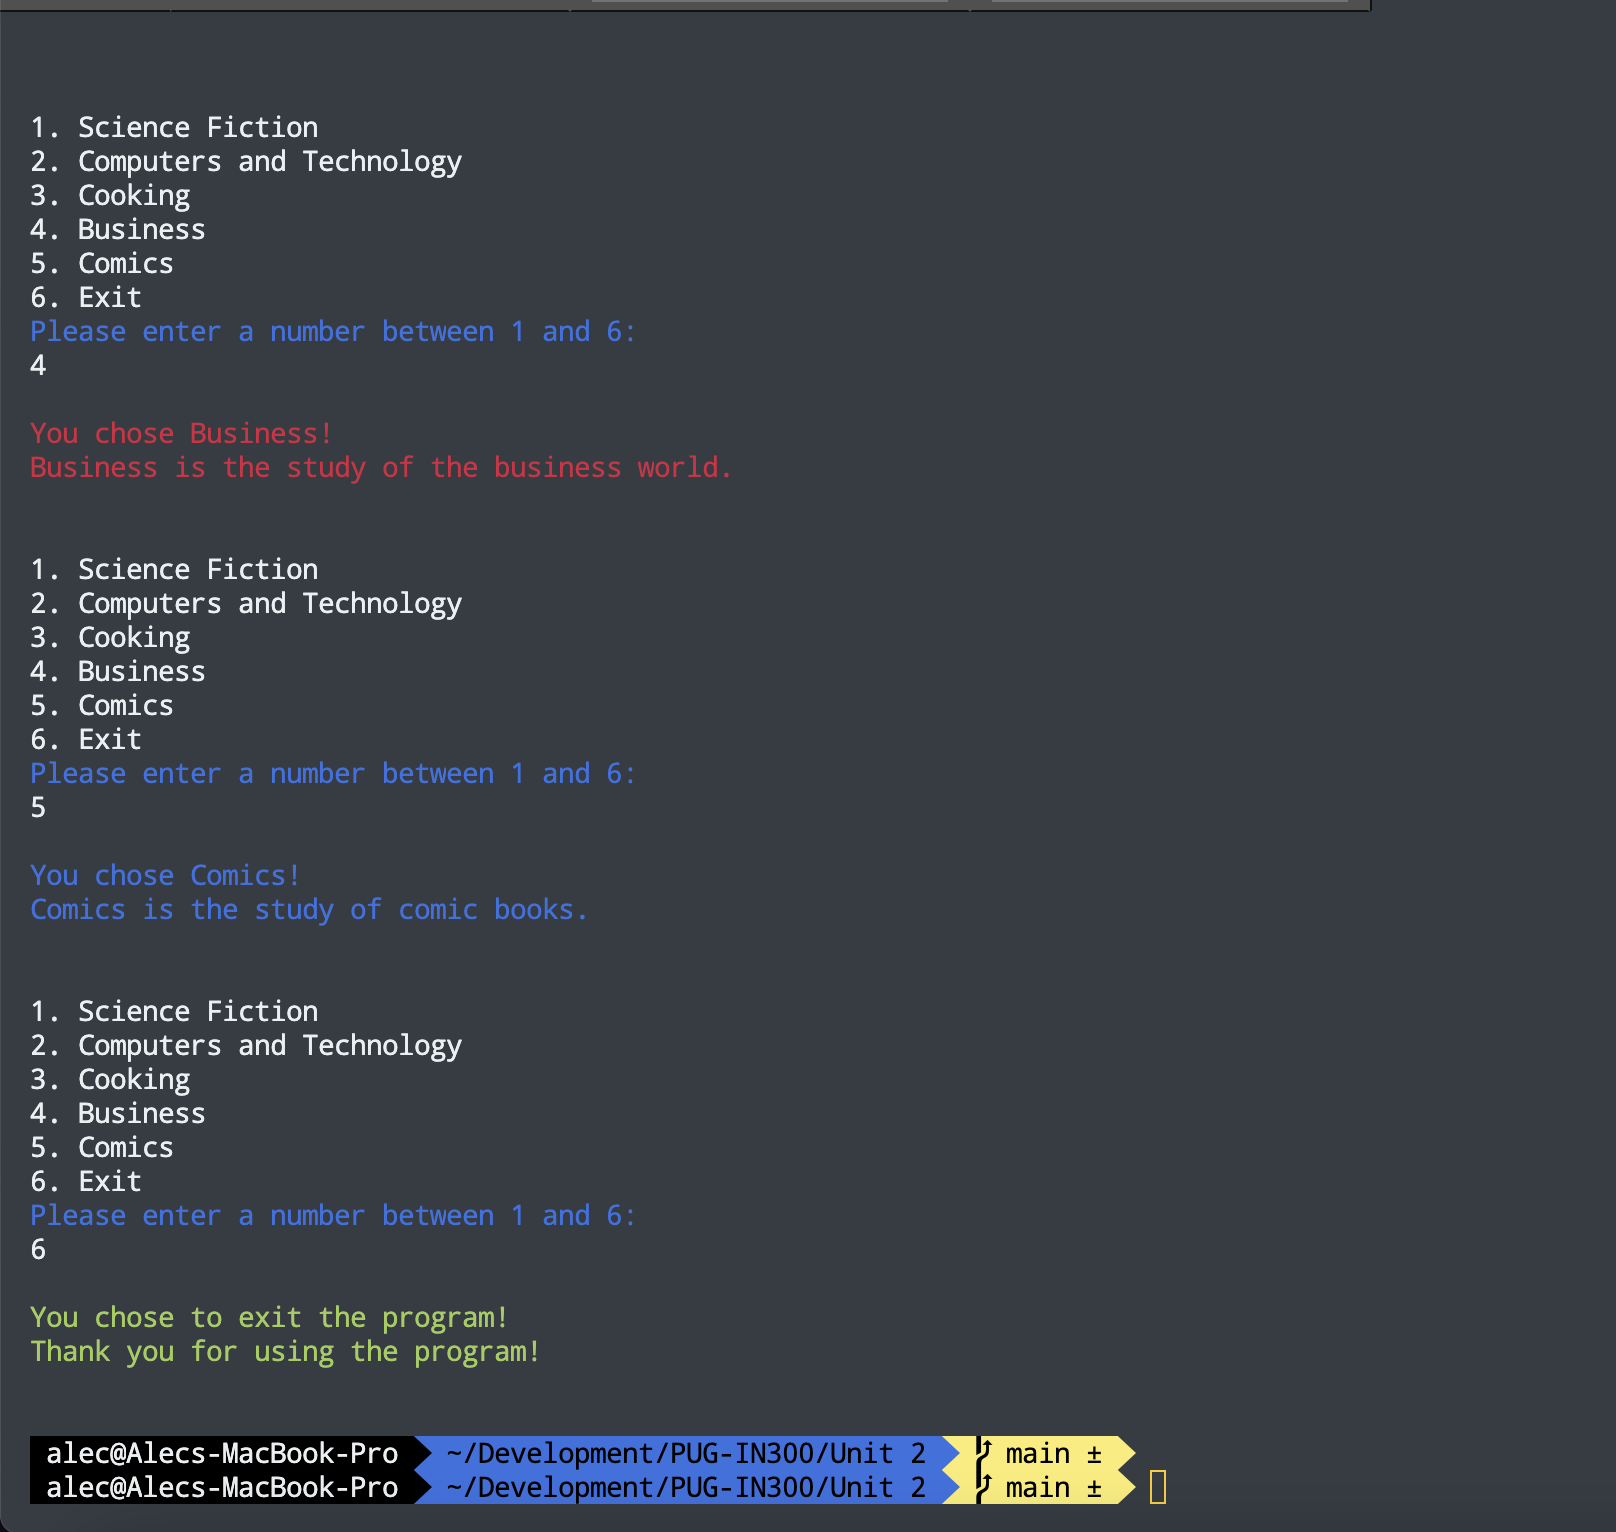 1. Science Fiction
2. Computers and Technology
3. Cooking
4. Business
5. Comics
6. Exit
Please enter a number between 1 and 6:
4
You chose Business!
Business is the study of the business world.
1. Science Fiction
2. Computers and Technology
3. Cooking
4. Business
5. Comics
6. Exit
Please enter a number between 1 and 6:
5
You chose Comics!
Comics is the study of comic books.
1. Science Fiction
2. Computers and Technology
3. Cooking
4. Business
5. Comics
6. Exit
Please enter a number between 1 and 6:
6
You chose to exit the program!
Thank you for using the program!
alec@Alecs-MacBook-Pro ~/Development/PUG-IN300/Unit 2 main ±
alec@Alecs-MacBook-Pro ~/Development/PUG-IN300/Unit 2 main ±